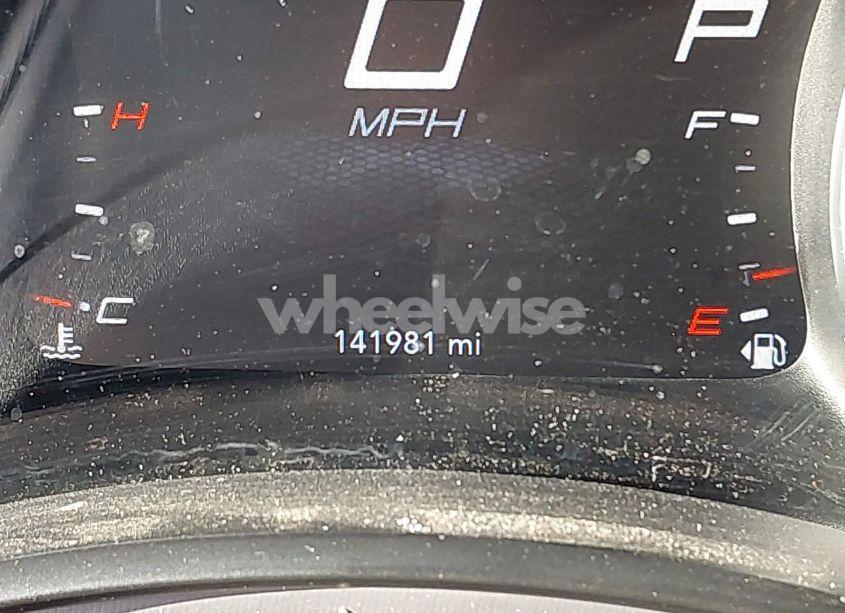 0 P
MPH
H F
C E
wheelwise
141981 mi